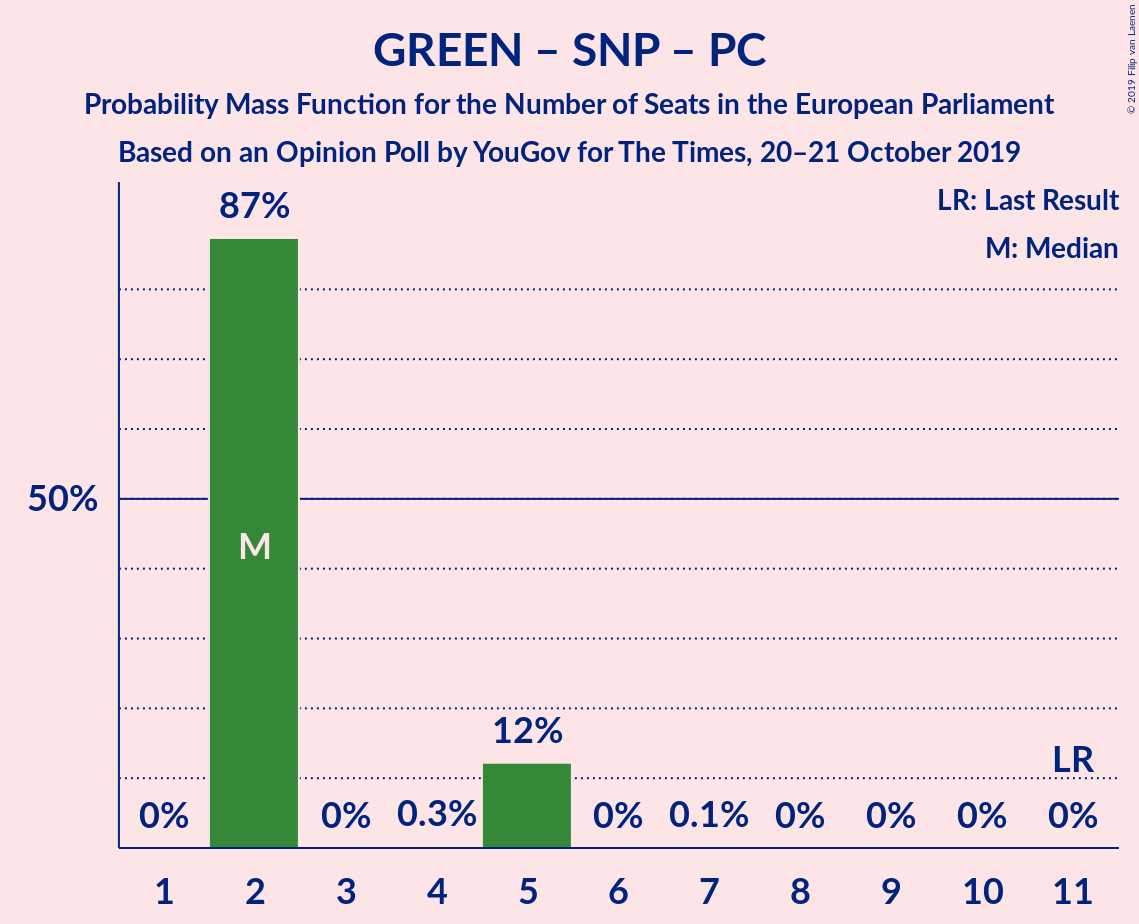 GREEN – SNP – PC
Probability Mass Function for the Number of Seats in the European Parliament
Based on an Opinion Poll by YouGov for The Times, 20–21 October 2019
© 2019 Filip van Laenen
LR: Last Result
M: Median
87%
50%
M
12%
LR
0% 0% 0.3% 0% 0.1% 0% 0% 0% 0%
1 2 3 4 5 6 7 8 9 10 11